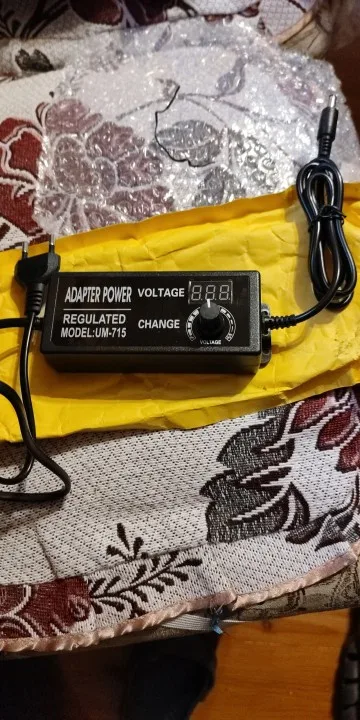 ADAPTER POWER
REGULATED
MODEL:UM-715
VOLTAGE
CHANGE
VOLTAGE